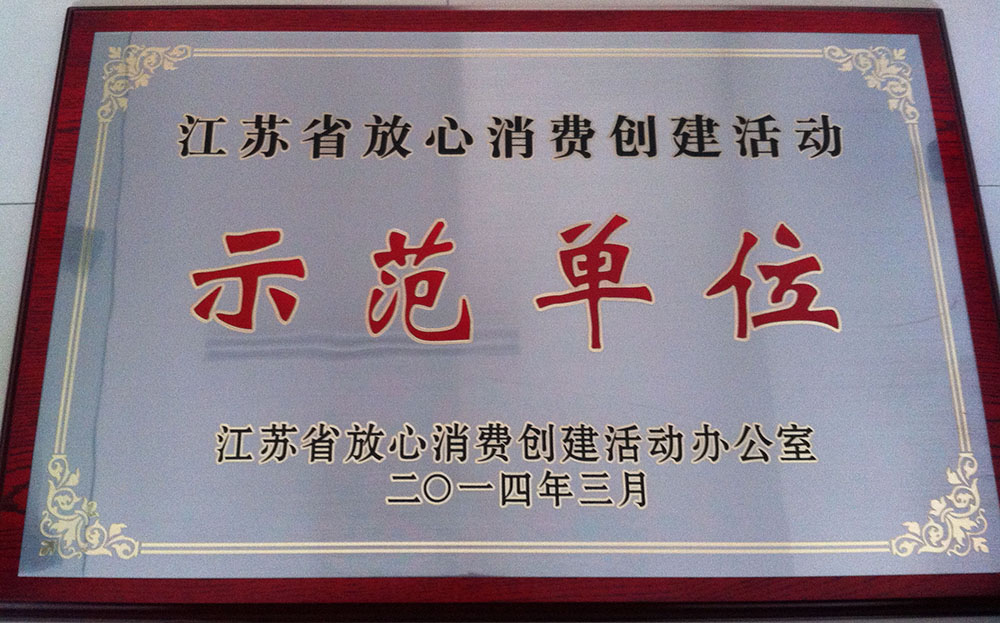 江苏省放心消费创建活动
示范单位
江苏省放心消费创建活动办公室
二〇一四年三月